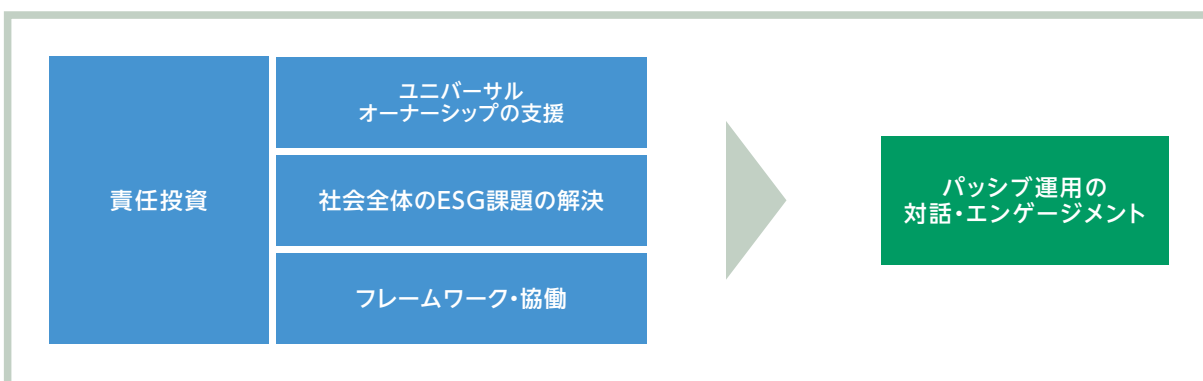 責任投資
ユニバーサル
オーナーシップの支援
社会全体のESG課題の解決
フレームワーク・協働
パッシブ運用の
対話・エンゲージメント